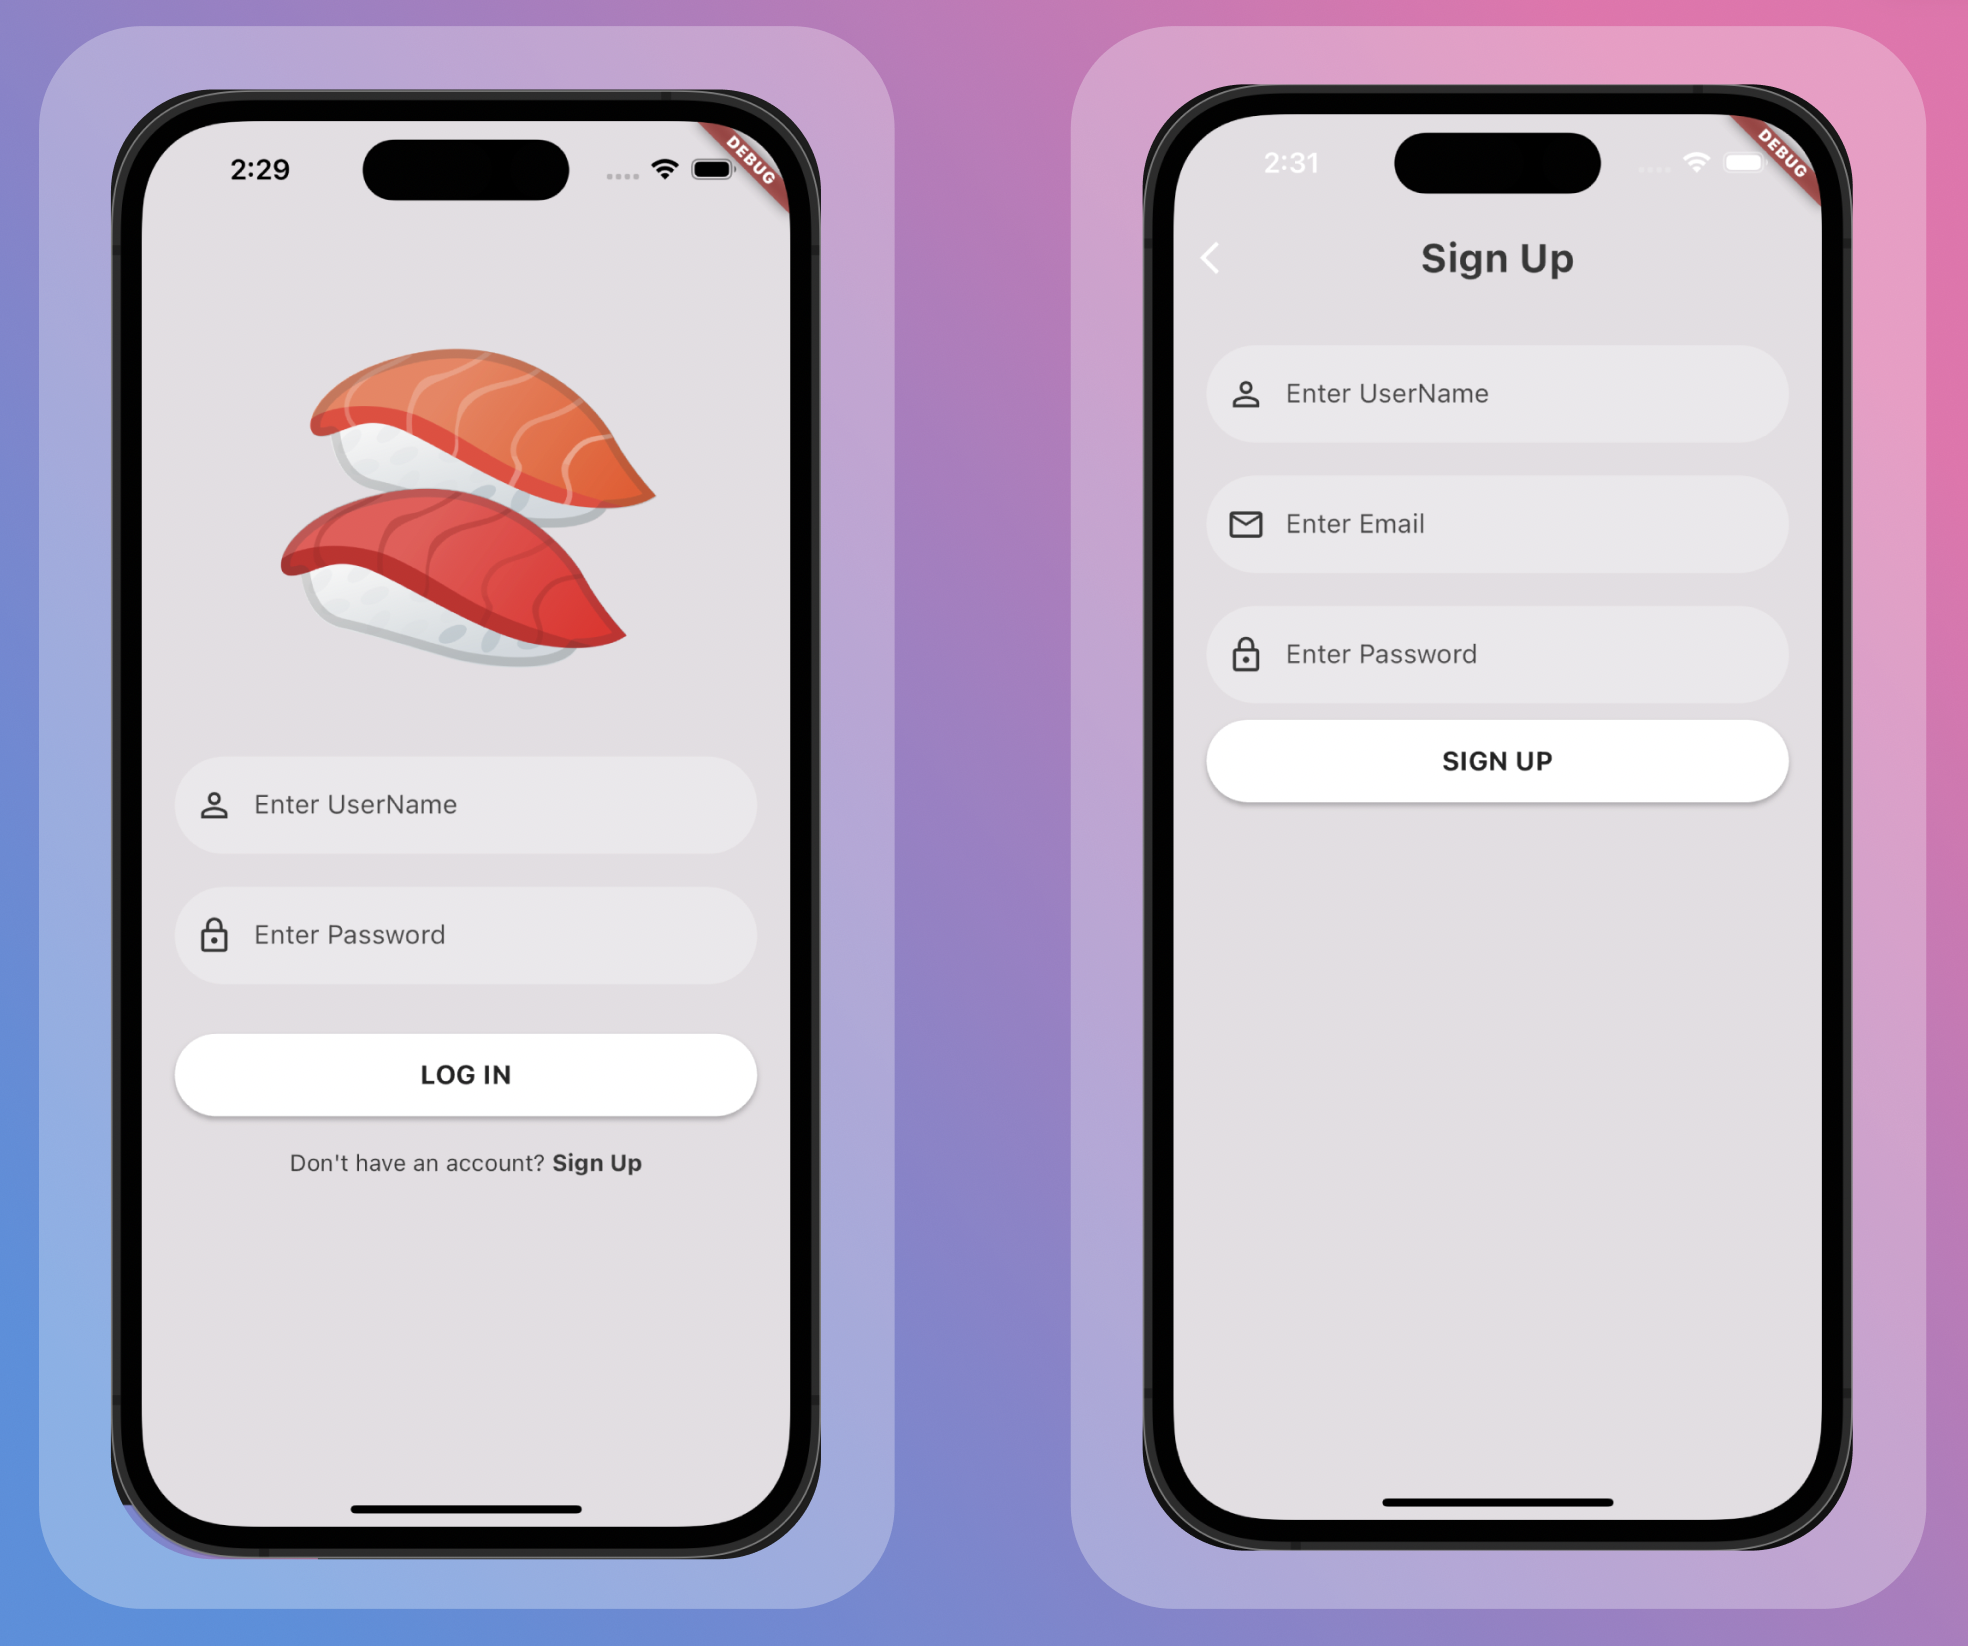 2:29
DEBUG
Enter UserName
Enter Password
LOG IN
Don't have an account? Sign Up
2:31
DEBUG
Sign Up
Enter UserName
Enter Email
Enter Password
SIGN UP